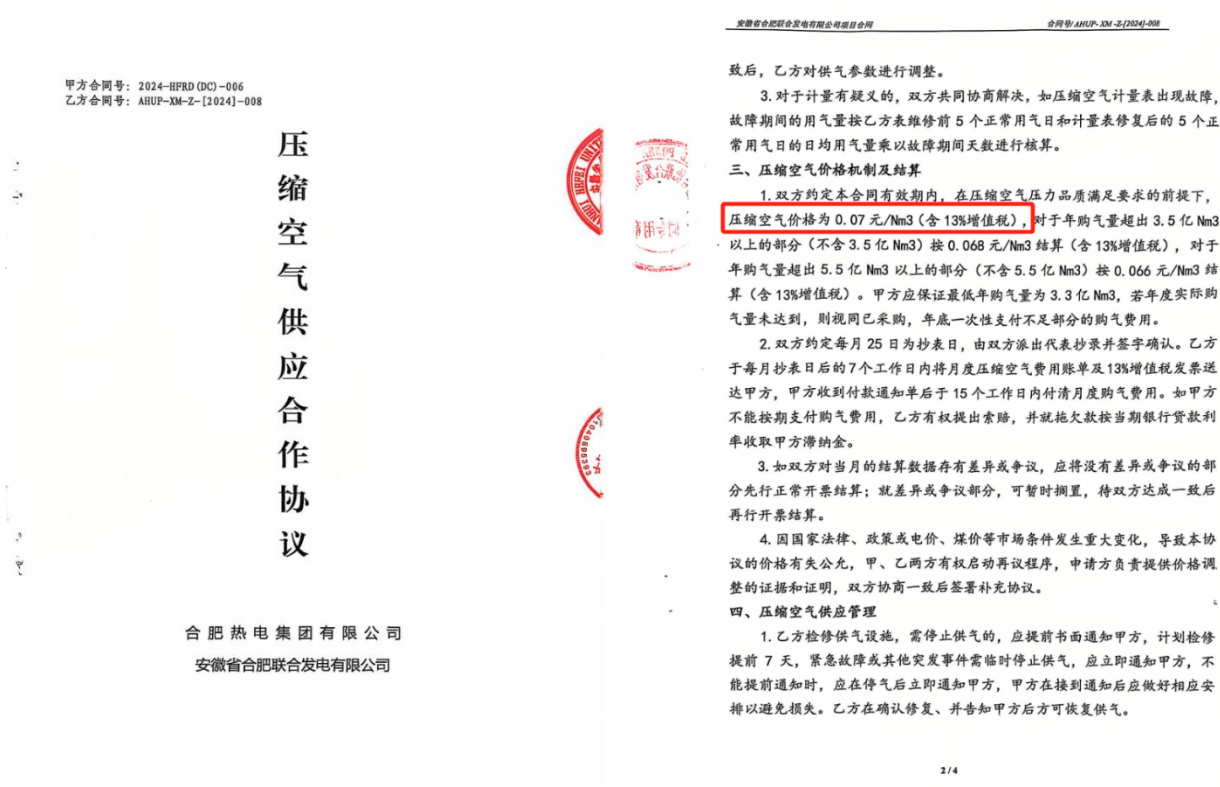 甲方合同号：2024-HFRD(DC)-006
乙方合同号：AHUP-XM-Z-[2024]-008
压缩空气供应合作协议
合肥热电集团有限公司
安徽省合肥联合发电有限公司
安徽省合肥联合发电有限公司项目合同 合同号/AHUP-XM-Z-[2024]-008
致后，乙方对供气参数进行调整。
3.对于计量有疑义的，双方共同协商解决，如压缩空气计量表出现故障，
故障期间的用气量按乙方表维修前5个正常用气日和计量表修复后的5个正
常用气日的日均用气量乘以故障期间天数进行核算。
三、压缩空气价格机制及结算
1.双方约定本合同有效期内，在压缩空气压力品质满足要求的前提下，
压缩空气价格为0.07元/Nm3（含13%增值税），对于年购气量超出3.5亿Nm3
以上的部分（不含3.5亿Nm3）按0.068元/Nm3结算（含13%增值税），对于
年购气量超出5.5亿Nm3以上的部分（不含5.5亿Nm3）按0.066元/Nm3结
算（含13%增值税）。甲方应保证最低年购气量为3.3亿Nm3，若年度实际购
气量未达到，则视同已采购，年底一次性支付不足部分的购气费用。
2.双方约定每月25日为抄表日，由双方派出代表抄录并签字确认。乙方
于每月抄表日后的7个工作日内将月度压缩空气费用账单及13%增值税发票送
达甲方，甲方收到付款通知单后于15个工作日内付清月度购气费用。如甲方
不能按期支付购气费用，乙方有权提出索赔，并就拖欠款按当期银行贷款利
率收取甲方滞纳金。
3.如双方对当月的结算数据存有差异或争议，应将没有差异或争议的部
分先行正常开票结算；就差异或争议部分，可暂时搁置，待双方达成一致后
再行开票结算。
4.因国家法律、政策或电价、煤价等市场条件发生重大变化，导致本协
议的价格有失公允，甲、乙两方有权启动再议程序，申请方负责提供价格调
整的证据和证明，双方协商一致后签署补充协议。
四、压缩空气供应管理
1.乙方检修供气设施，需停止供气的，应提前书面通知甲方，计划检修
提前7天，紧急故障或其他突发事件需临时停止供气，应立即通知甲方，不
能提前通知时，应在停气后立即通知甲方，甲方在接到通知后应做好相应安
排以避免损失。乙方在确认修复、并告知甲方后方可恢复供气。
2/4